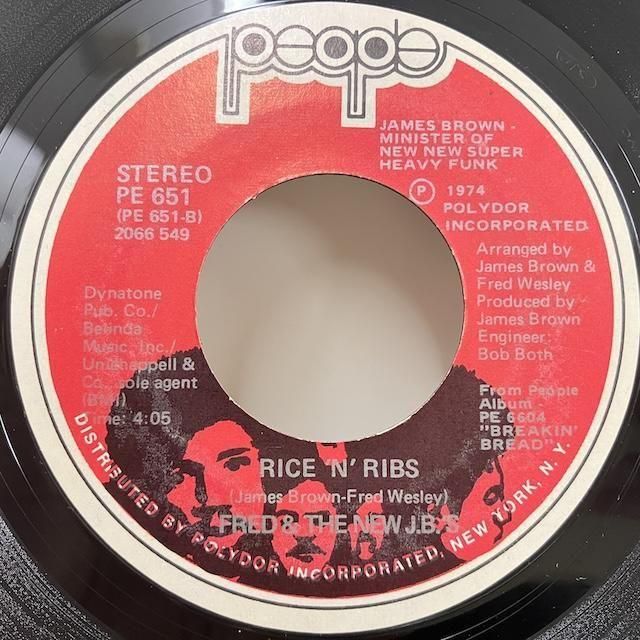 people
JAMES BROWN -
MINISTER OF
NEW NEW SUPER
HEAVY FUNK
STEREO
PE 651
(PE 651-B)
2066 549
Ⓟ 1974
POLYDOR
INCORPORATED
Arranged by
James Brown &
Fred Wesley
Produced by
James Brown
Engineer:
Bob Both
Dynatone
Pub. Co./
Belinda
Music, Inc./
Unichappell &
Co., sole agent
(BMI)
Time: 4:05
From People
Album -
PE 6604
"BREAKIN'
BREAD"
RICE 'N' RIBS
(James Brown-Fred Wesley)
FRED & THE NEW J.B.'S
DISTRIBUTED BY POLYDOR INCORPORATED, NEW YORK, N.Y.